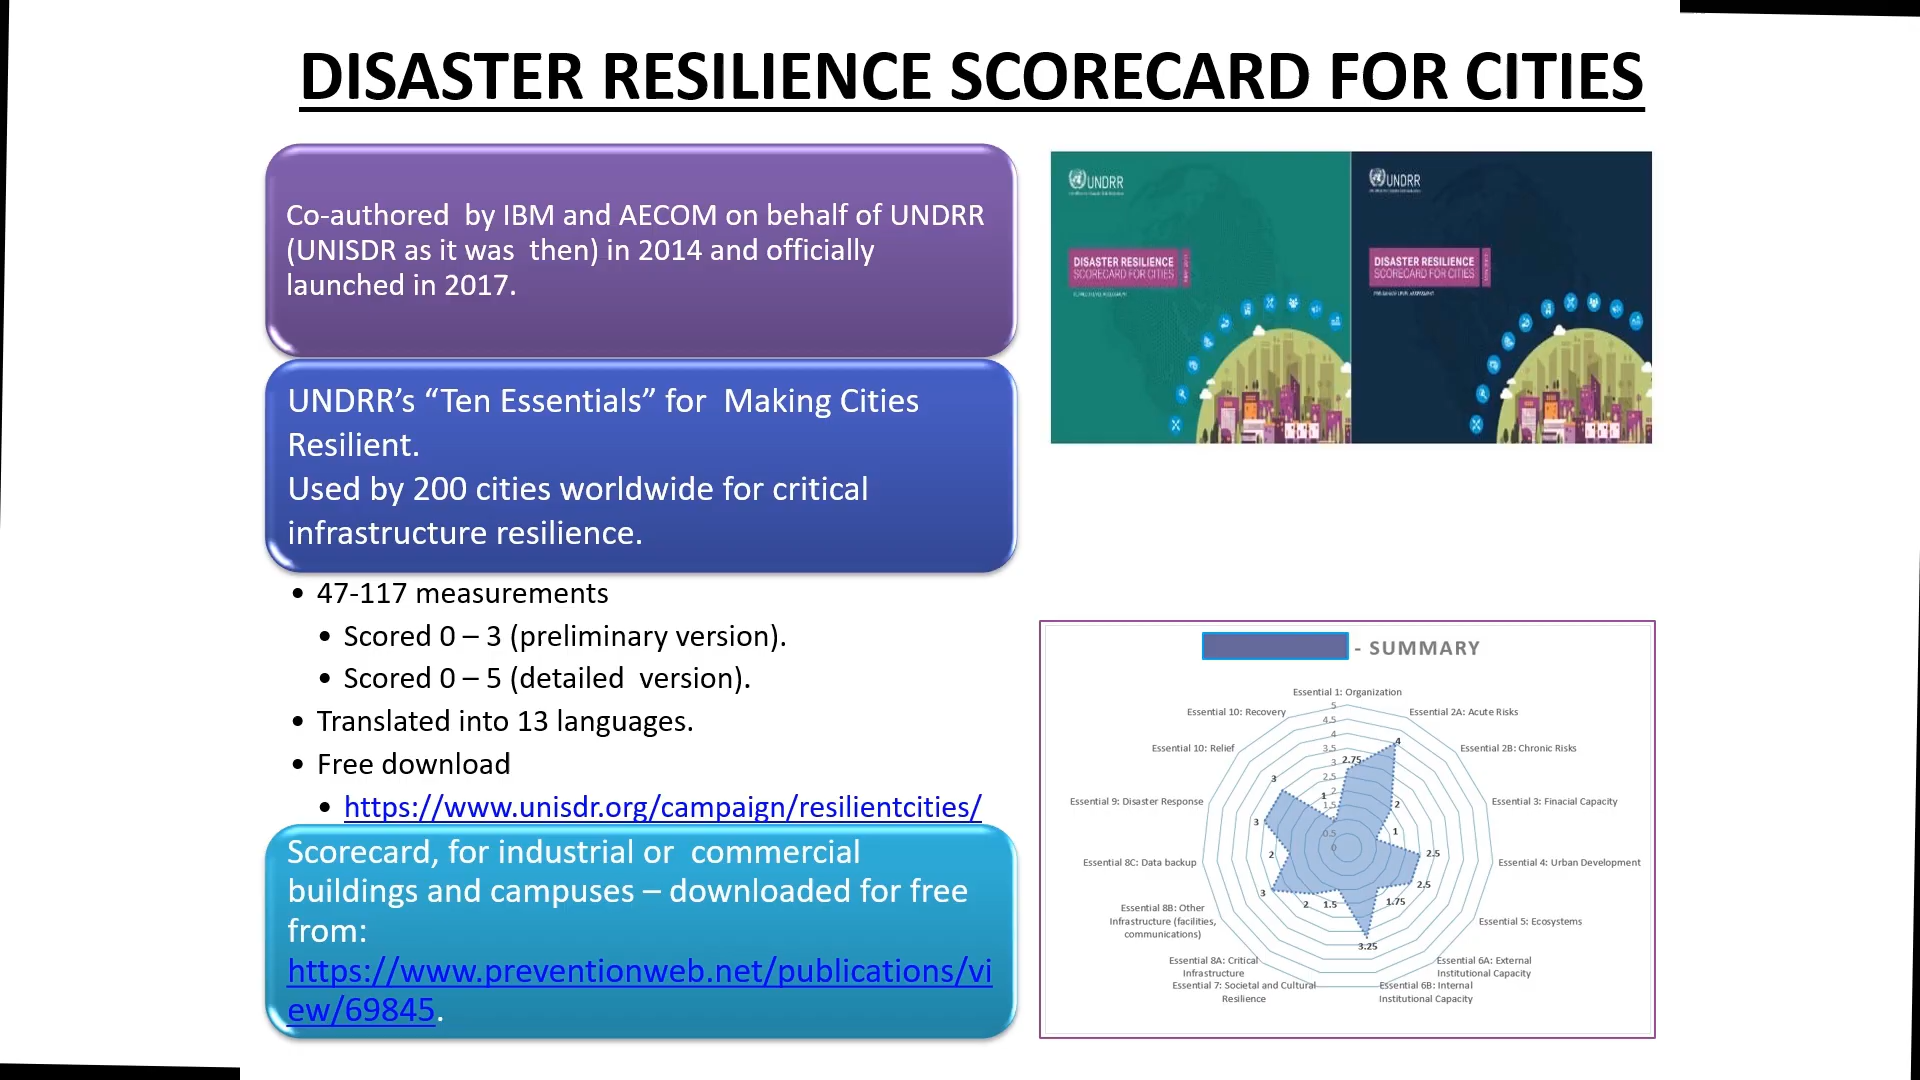 DISASTER RESILIENCE SCORECARD FOR CITIES
Co-authored by IBM and AECOM on behalf of UNDRR
(UNISDR as it was then) in 2014 and officially
launched in 2017.
UNDRR’s “Ten Essentials” for Making Cities
Resilient.
Used by 200 cities worldwide for critical
infrastructure resilience.
• 47-117 measurements
• Scored 0 – 3 (preliminary version).
• Scored 0 – 5 (detailed version).
• Translated into 13 languages.
• Free download
• https://www.unisdr.org/campaign/resilientcities/
Scorecard, for industrial or commercial
buildings and campuses – downloaded for free
from:
https://www.preventionweb.net/publications/vi
ew/69845.
UNDRR
DISASTER RESILIENCE
SCORECARD FOR CITIES
UNDRR
DISASTER RESILIENCE
SCORECARD FOR CITIES
- SUMMARY
Essential 1: Organization
Essential 2A: Acute Risks
Essential 2B: Chronic Risks
Essential 3: Finacial Capacity
Essential 4: Urban Development
Essential 5: Ecosystems
Essential 6A: External
Institutional Capacity
Essential 6B: Internal
Institutional Capacity
Essential 7: Societal and Cultural
Resilience
Essential 8A: Critical
Infrastructure
Essential 8B: Other
Infrastructure (facilities,
communications)
Essential 8C: Data backup
Essential 9: Disaster Response
Essential 10: Relief
Essential 10: Recovery
5
4.5
4
3.5
3
2.5
2
1.5
0.5
0
2.75
4
2
1
2.5
2.5
1.75
3.25
1.5
2
3
2
3
3
1